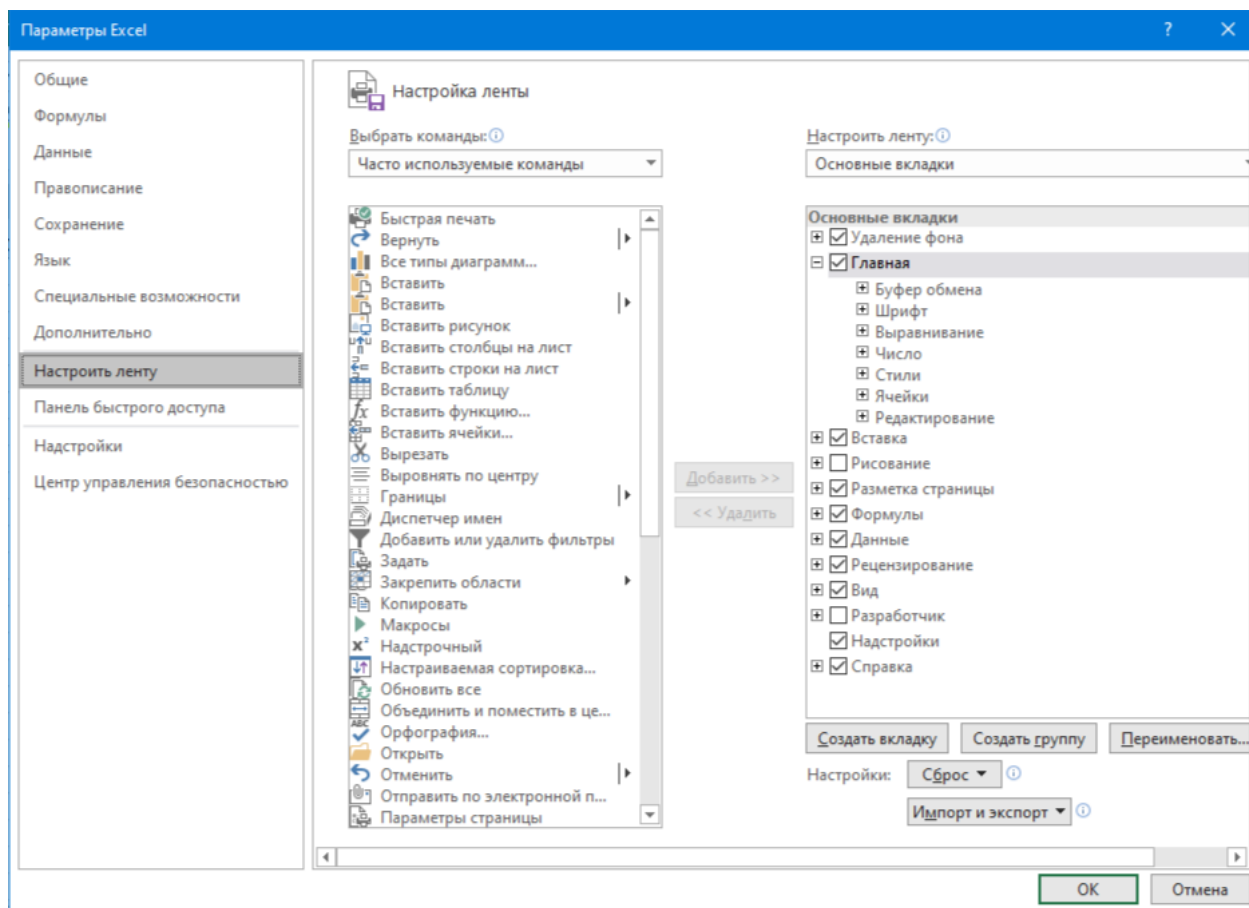 Параметры Excel
Общие
Формулы
Данные
Правописание
Сохранение
Язык
Специальные возможности
Дополнительно
Настроить ленту
Панель быстрого доступа
Надстройки
Центр управления безопасностью
Настройка ленты
Выбрать команды:
Часто используемые команды
Быстрая печать
Вернуть
Все типы диаграмм...
Вставить
Вставить
Вставить рисунок
Вставить столбцы на лист
Вставить строки на лист
Вставить таблицу
Вставить функцию...
Вставить ячейки...
Вырезать
Выровнять по центру
Границы
Диспетчер имен
Добавить или удалить фильтры
Задать
Закрепить области
Копировать
Макросы
Надстрочный
Настраиваемая сортировка...
Обновить все
Объединить и поместить в це...
Орфография...
Открыть
Отменить
Отправить по электронной п...
Параметры страницы
Добавить >>
<< Удалить
Настроить ленту:
Основные вкладки
Основные вкладки
Удаление фона
Главная
Буфер обмена
Шрифт
Выравнивание
Число
Стили
Ячейки
Редактирование
Вставка
Рисование
Разметка страницы
Формулы
Данные
Рецензирование
Вид
Разработчик
Надстройки
Справка
Создать вкладку Создать группу Переименовать...
Настройки: Сброс
Импорт и экспорт
ОК Отмена